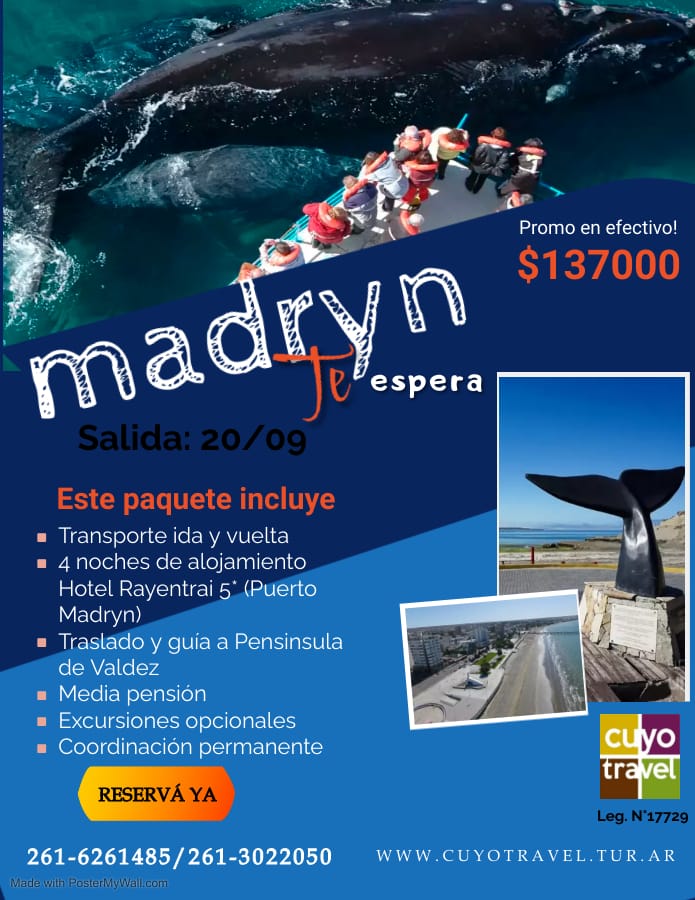 Promo en efectivo!
$137000
madryn
te espera
Salida: 20/09
Este paquete incluye
Transporte ida y vuelta
4 noches de alojamiento
Hotel Rayentrai 5* (Puerto
Madryn)
Traslado y guía a Pensinsula
de Valdez
Media pensión
Excursiones opcionales
Coordinación permanente
RESERVÁ YA
cuyo
travel
Leg. N°17729
261-6261485/261-3022050
WWW.CUYOTRAVEL.TUR.AR
Made with PosterMyWall.com